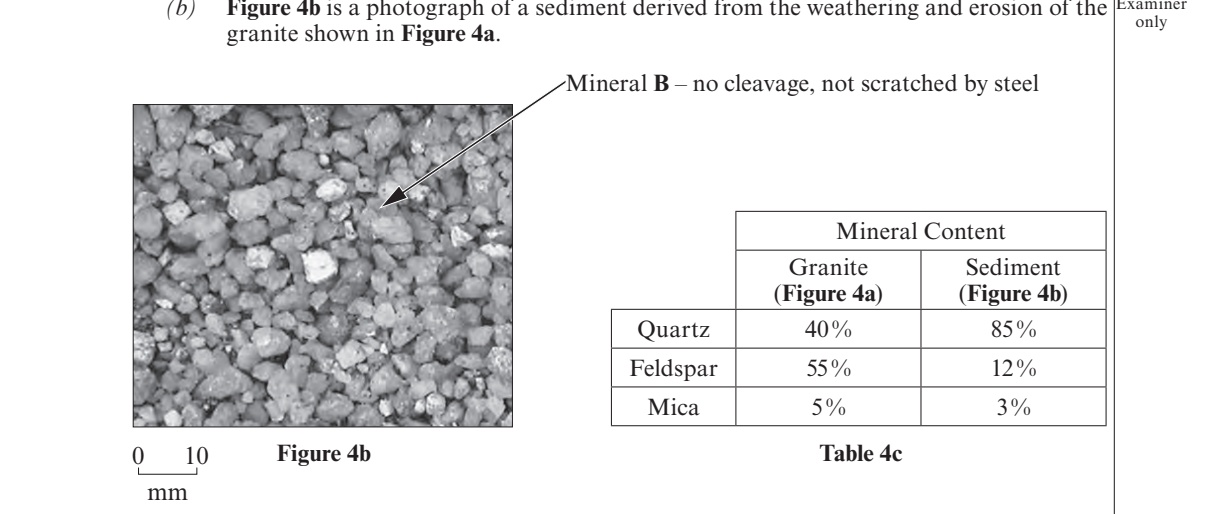 (b) Figure 4b is a photograph of a sediment derived from the weathering and erosion of the
granite shown in Figure 4a.
Examiner
only
Mineral B – no cleavage, not scratched by steel
Mineral Content
Granite
(Figure 4a)
Sediment
(Figure 4b)
Quartz 40% 85%
Feldspar 55% 12%
Mica 5% 3%
0 10
mm
Figure 4b
Table 4c